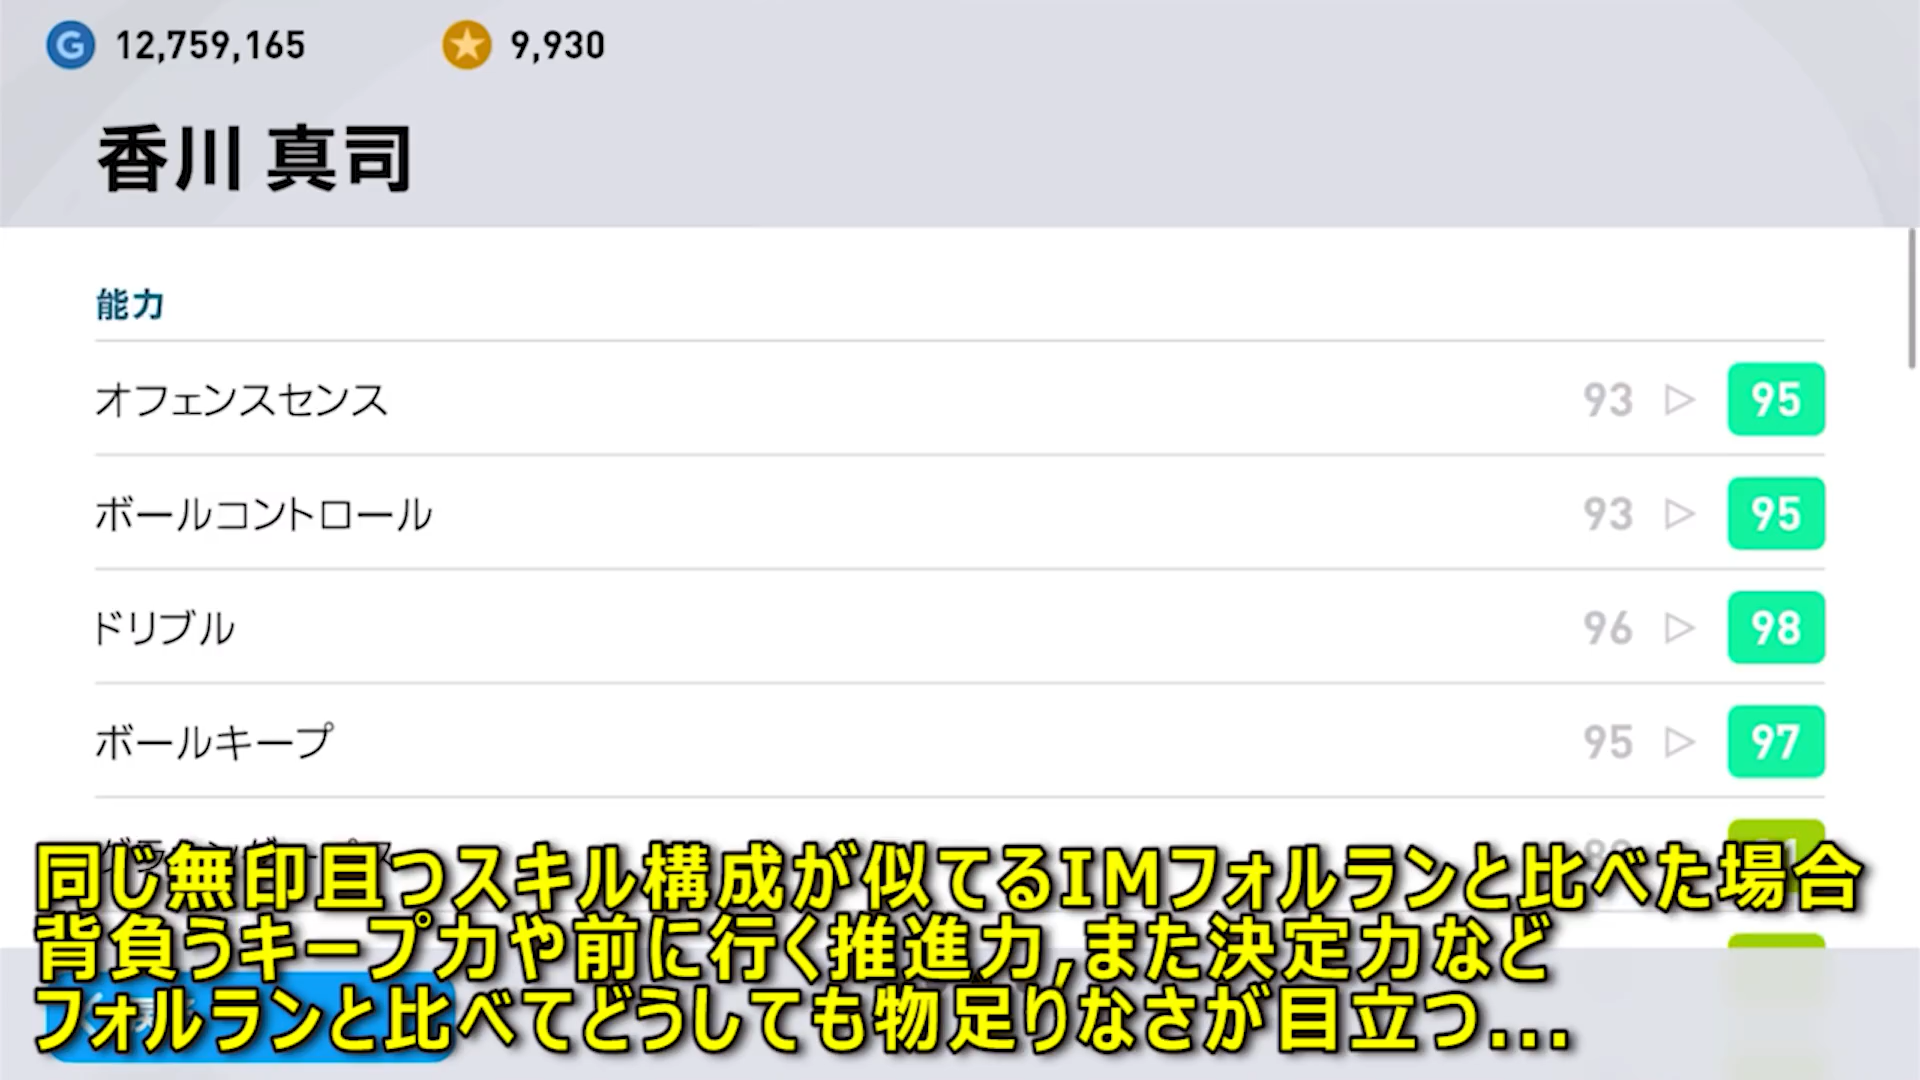 G 12,759,165 9,930
香川 真司
能力
オフェンスセンス 93 ▷ 95
ボールコントロール 93 ▷ 95
ドリブル 96 ▷ 98
ボールキープ 95 ▷ 97
同じ無印且つスキル構成が似てるIMフォルランと比べた場合
背負うキープ力や前に行く推進力,また決定力など
フォルランと比べてどうしても物足りなさが目立つ...